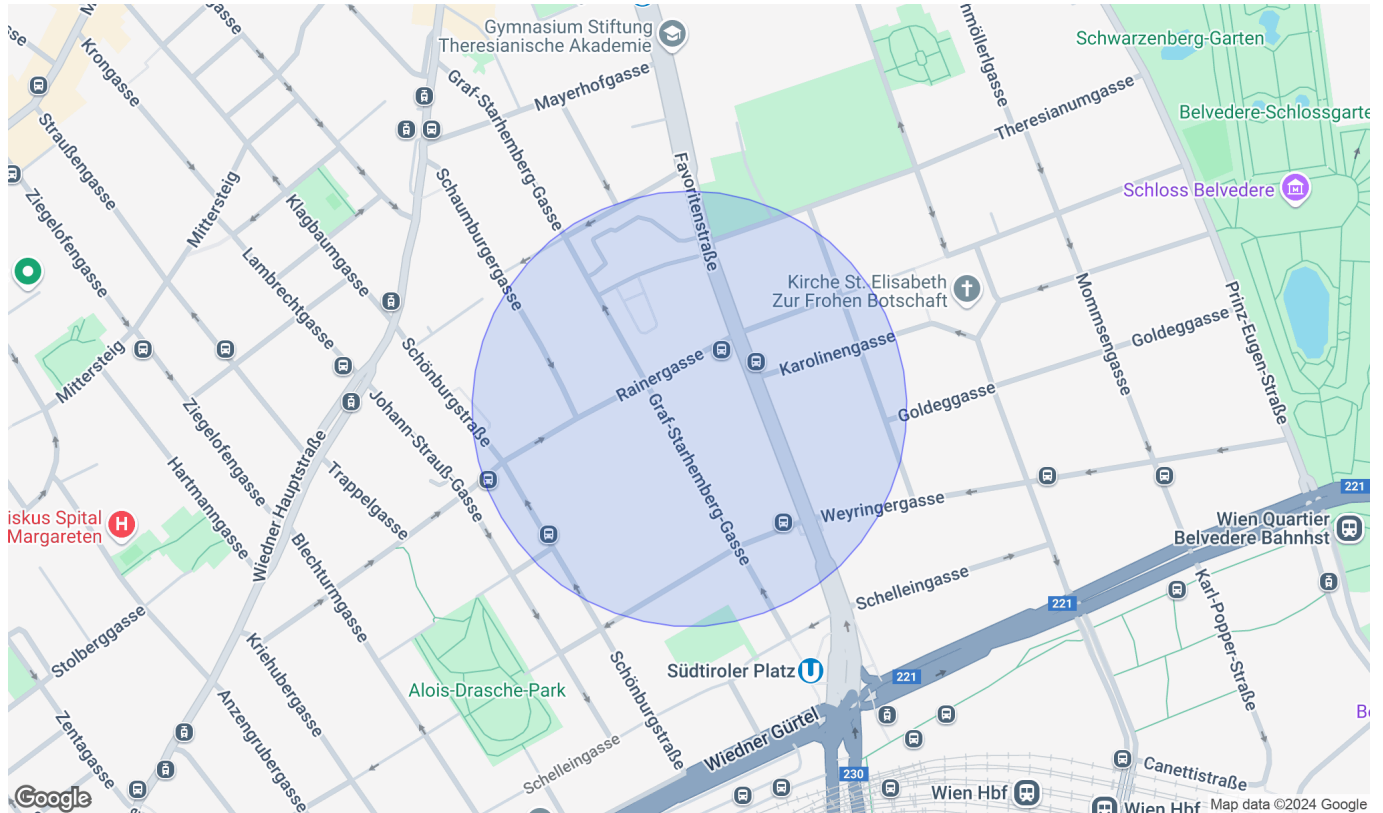 Gymnasium Stiftung
Theresianische Akademie
Schwarzenberg-Garten
Krongasse
Graf-Starhemberg-Gasse
Mayerhofgasse
Theresianumgasse
Belvedere-Schlossgarte
Straußengasse
Favoritenstraße
Schaumburgergasse
Mittersteig
Schloss Belvedere
Ziegelofengasse
Klagbaumgasse
Lambrechtgasse
Kirche St. Elisabeth
Zur Frohen Botschaft
Mommsengasse
Prinz-Eugen-Straße
Goldeggasse
Mittersteig
Schönburgstraße
Rainergasse
Karolinengasse
Johann-Strauß-Gasse
Graf-Starhemberg-Gasse
Goldeggasse
Ziegelofengasse
Hartmanngasse
Wiedner Hauptstraße
Trappelgasse
221
Weyringergasse
iskus Spital
Margareten
Wien Quartier
Belvedere Bahnhst
Blechturmgasse
Schelleingasse
221
Karl-Popper-Straße
Stolberggasse
Kriehubergasse
Schönburgstraße
Südtiroler Platz
221
Alois-Drasche-Park
Anzengrubergasse
Zentagasse
Wiedner Gürtel
Schelleingasse
230
Canettistraße
Wien Hbf
Wien Hbf
Google
Map data ©2024 Google